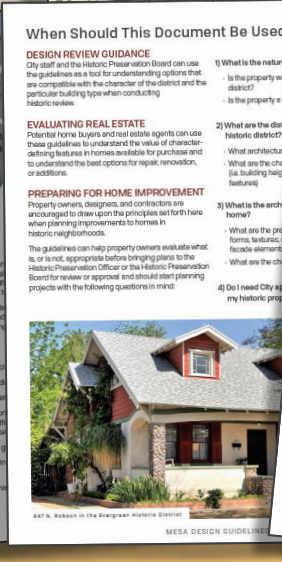 When Should This Document Be Used
DESIGN REVIEW GUIDANCE
City staff and the Historic Preservation Board can use
the guidelines as a tool for understanding options that
are compatible with the character of the district and the
particular building type when conducting
historic review.
EVALUATING REAL ESTATE
Potential home buyers and real estate agents can use
these guidelines to understand the value of character-
defining features in homes available for purchase and
to understand the best options for repair, renovation,
or additions.
PREPARING FOR HOME IMPROVEMENT
Property owners, designers, and contractors are
encouraged to draw upon the principles set forth here
when planning improvements to homes in
historic neighborhoods.
The guidelines can help property owners evaluate what
is, or is not, appropriate before bringing plans to the
Historic Preservation Officer or the Historic Preservation
Board for review or approval and should start planning
projects with the following questions in mind:
1) What is the nature
· Is the property w
· Is the property a
2) What are the dist
historic district?
· What architectu
· What are the cha
(i.e. building heig
features)
3) What is the arch
home?
· What are the pre
forms, textures,
facade element
· What are the cha
4) Do I need City ap
my historic prop
647 N. Robson in the Evergreen Historic District
MESA DESIGN GUIDELINES